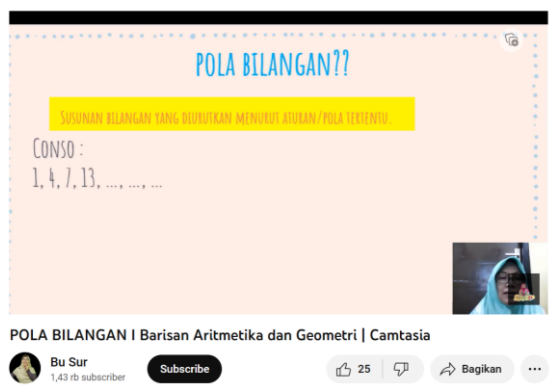 POLA BILANGAN??
SUSUNAN BILANGAN YANG DIURUTKAN MENURUT ATURAN/POLA TERTENTU.
CONSO :
1, 4, 7, 13, ..., ..., ...
POLA BILANGAN I Barisan Aritmetika dan Geometri | Camtasia
Bu Sur
1,43 rb subscriber
Subscribe
25
Bagikan